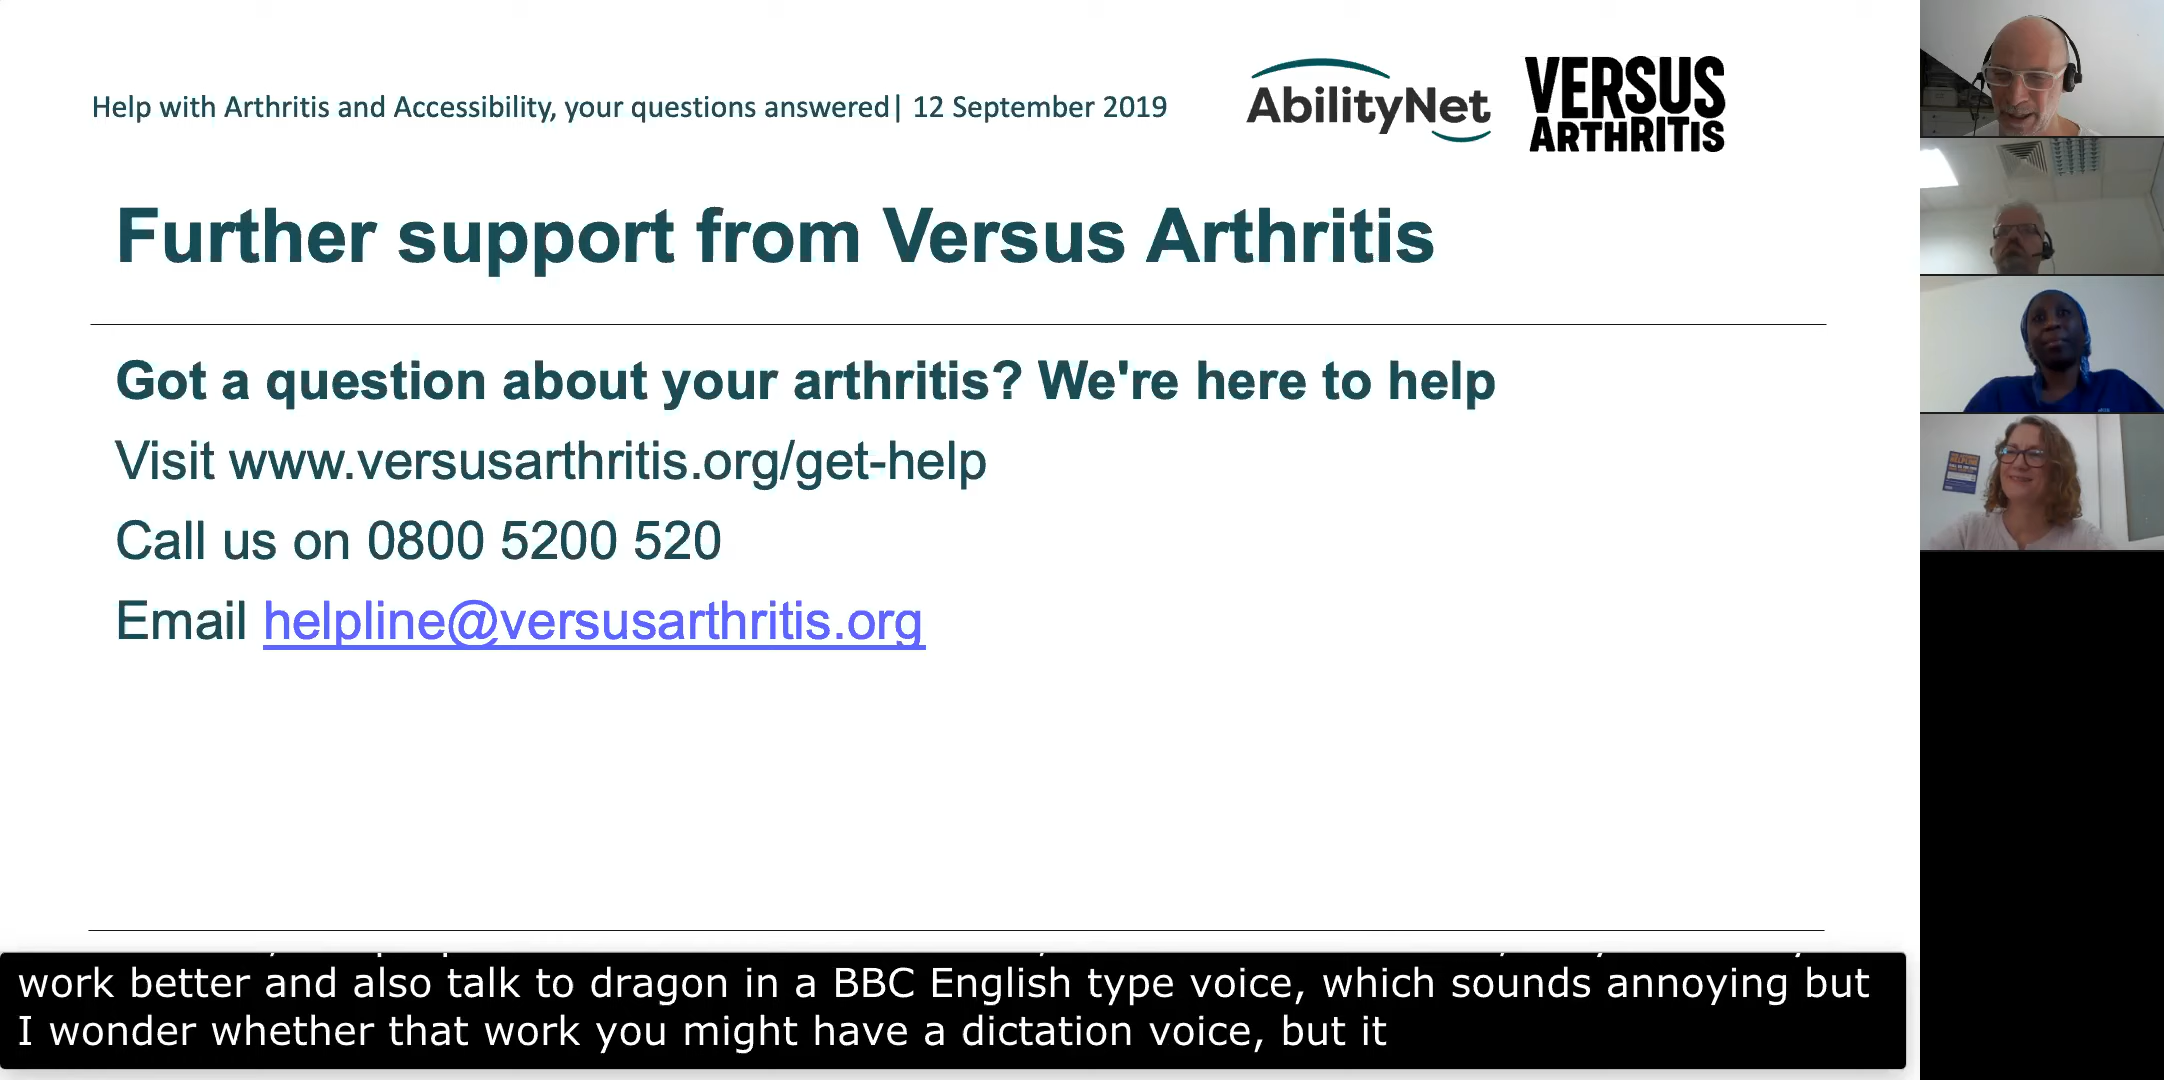 Help with Arthritis and Accessibility, your questions answered| 12 September 2019
AbilityNet
VERSUS
ARTHRITIS
Further support from Versus Arthritis
Got a question about your arthritis? We're here to help
Visit www.versusarthritis.org/get-help
Call us on 0800 5200 520
Email helpline@versusarthritis.org
work better and also talk to dragon in a BBC English type voice, which sounds annoying but
I wonder whether that work you might have a dictation voice, but it